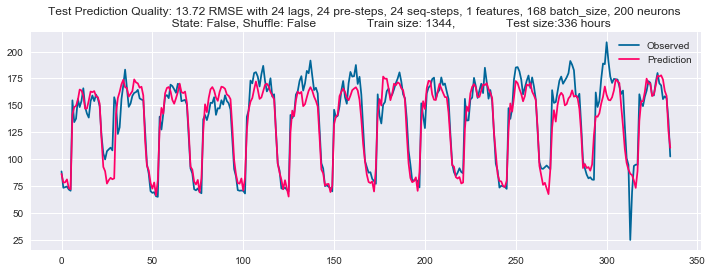 Test Prediction Quality: 13.72 RMSE with 24 lags, 24 pre-steps, 24 seq-steps, 1 features, 168 batch_size, 200 neurons
State: False, Shuffle: False Train size: 1344, Test size:336 hours
Observed
Prediction
200
175
150
125
100
75
50
25
0 50 100 150 200 250 300 350